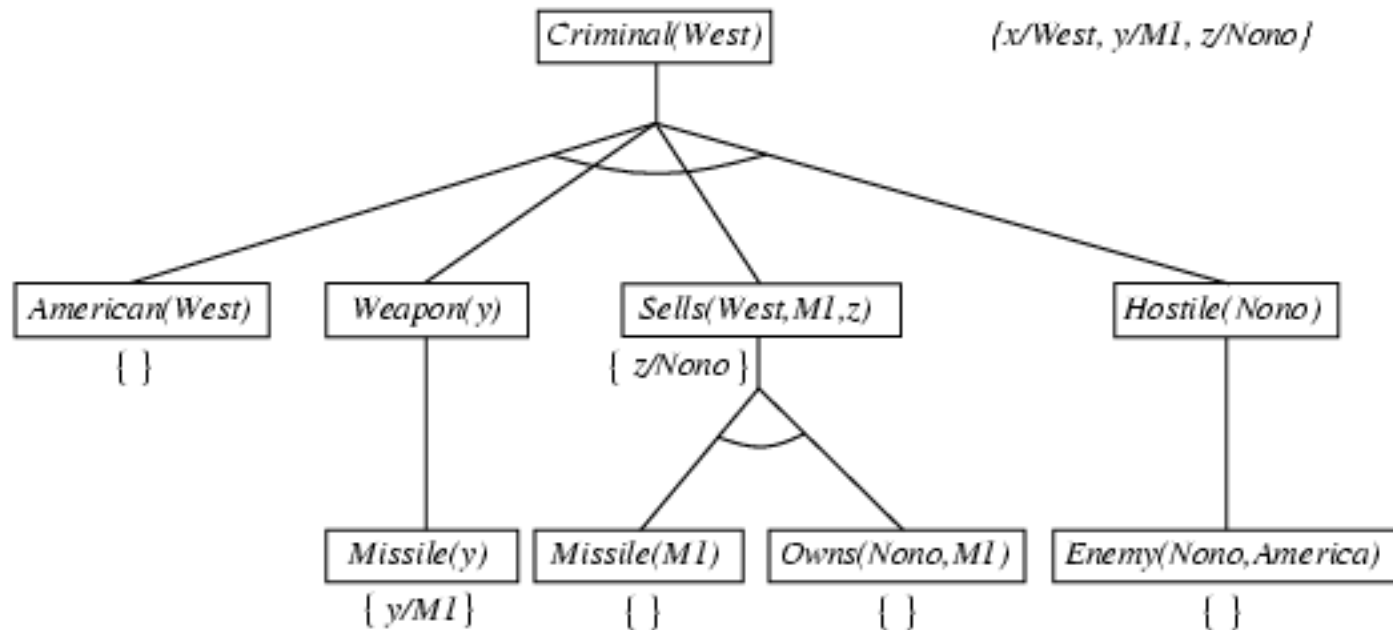 Criminal(West)
{x/West, y/M1, z/Nono}
American(West)
Weapon(y)
Sells(West,M1,z)
Hostile(Nono)
{ }
{ z/Nono }
Missile(y)
Missile(M1)
Owns(Nono,M1)
Enemy(Nono,America)
{ y/M1 }
{ }
{ }
{ }